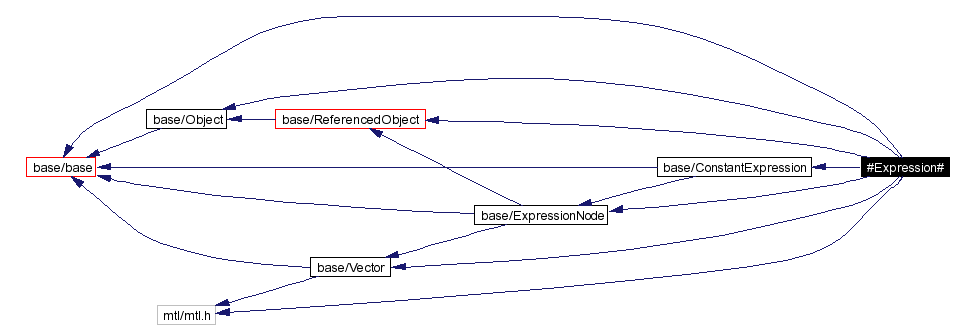 base/Object
base/ReferencedObject
base/base
base/ConstantExpression
#Expression#
base/ExpressionNode
base/Vector
mtl/mtl.h